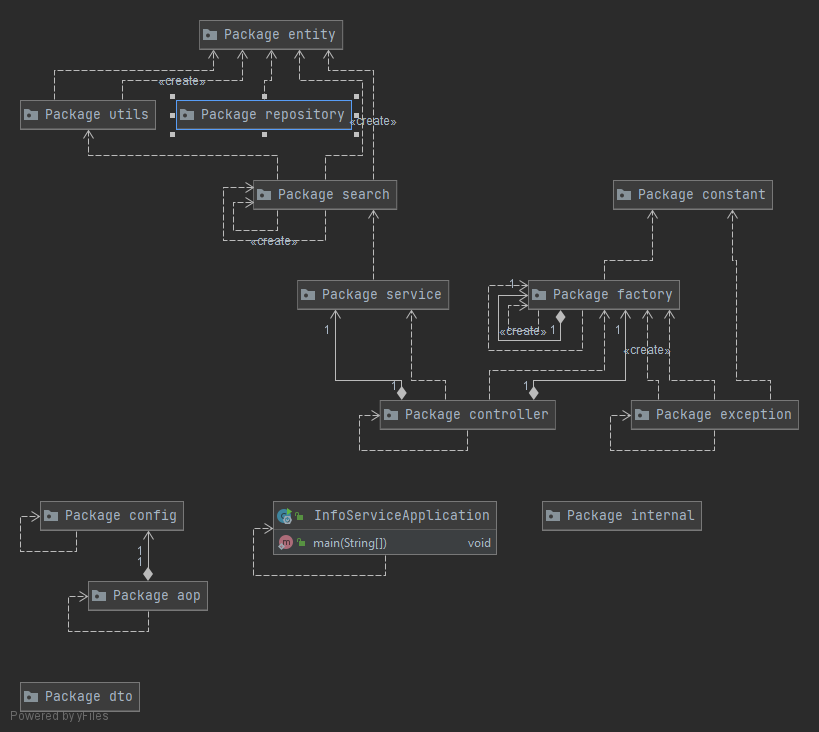 Package entity
«create»
Package utils
Package repository
«create»
Package search
Package constant
«create»
Package service
1
Package factory
1
«create»
1
1
«create»
1
1
Package controller
Package exception
Package config
InfoServiceApplication
Package internal
main(String[])
void
1
1
Package aop
Package dto
Powered by yFiles